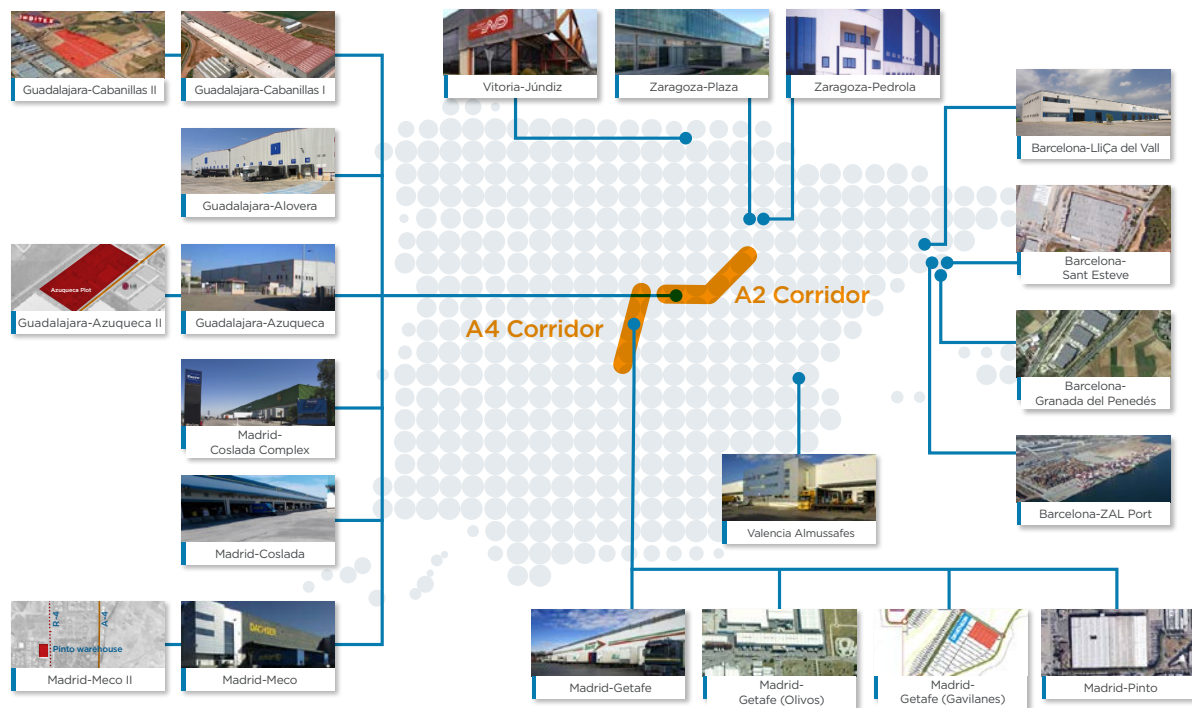 INDITEX
Guadalajara-Cabanillas II
Guadalajara-Cabanillas I
Vitoria-Júndiz
Zaragoza-Plaza
Zaragoza-Pedrola
Barcelona-LliÇa del Vall
Guadalajara-Alovera
Barcelona-
Sant Esteve
Azuqueca Plot
Guadalajara-Azuqueca II
Guadalajara-Azuqueca
A2 Corridor
A4 Corridor
Barcelona-
Granada del Penedés
Madrid-
Coslada Complex
Barcelona-ZAL Port
Valencia Almussafes
Madrid-Coslada
R-4
A-4
Pinto warehouse
DACHSER
Madrid-Meco II
Madrid-Meco
Madrid-Getafe
Madrid-
Getafe (Olivos)
Madrid-
Getafe (Gavilanes)
Madrid-Pinto